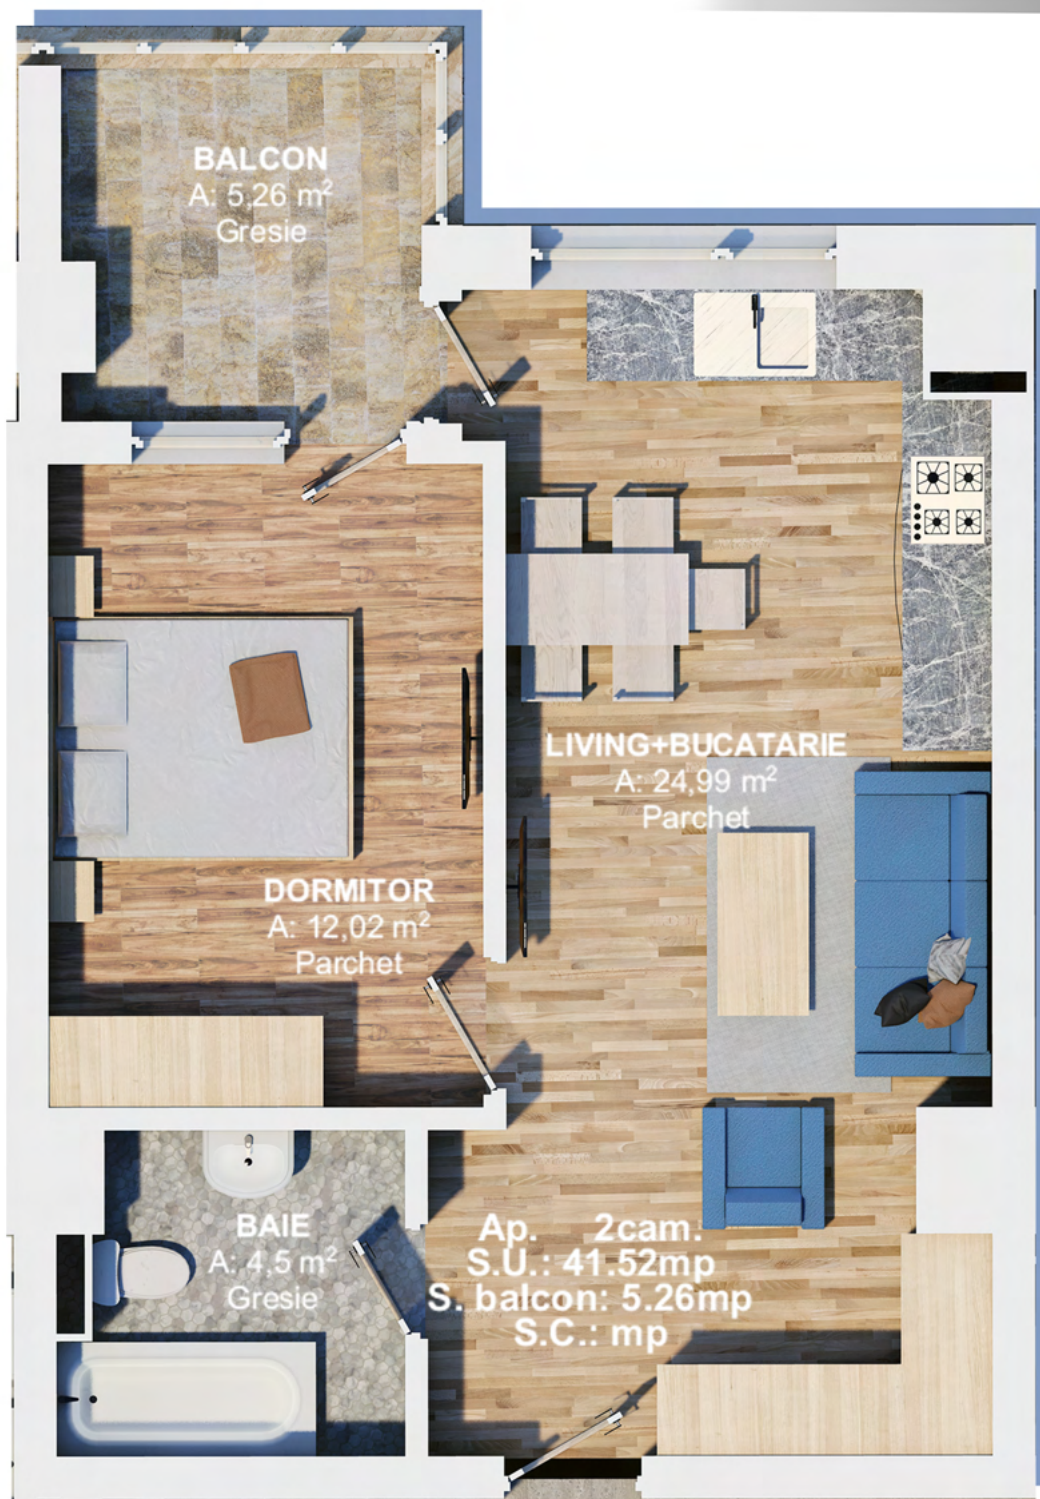 BALCON
A: 5,26 m²
Gresie
LIVING+BUCATARIE
A: 24,99 m²
Parchet
DORMITOR
A: 12,02 m²
Parchet
BAIE
A: 4,5 m²
Gresie
Ap. 2cam.
S.U.: 41.52mp
S. balcon: 5.26mp
S.C.: mp